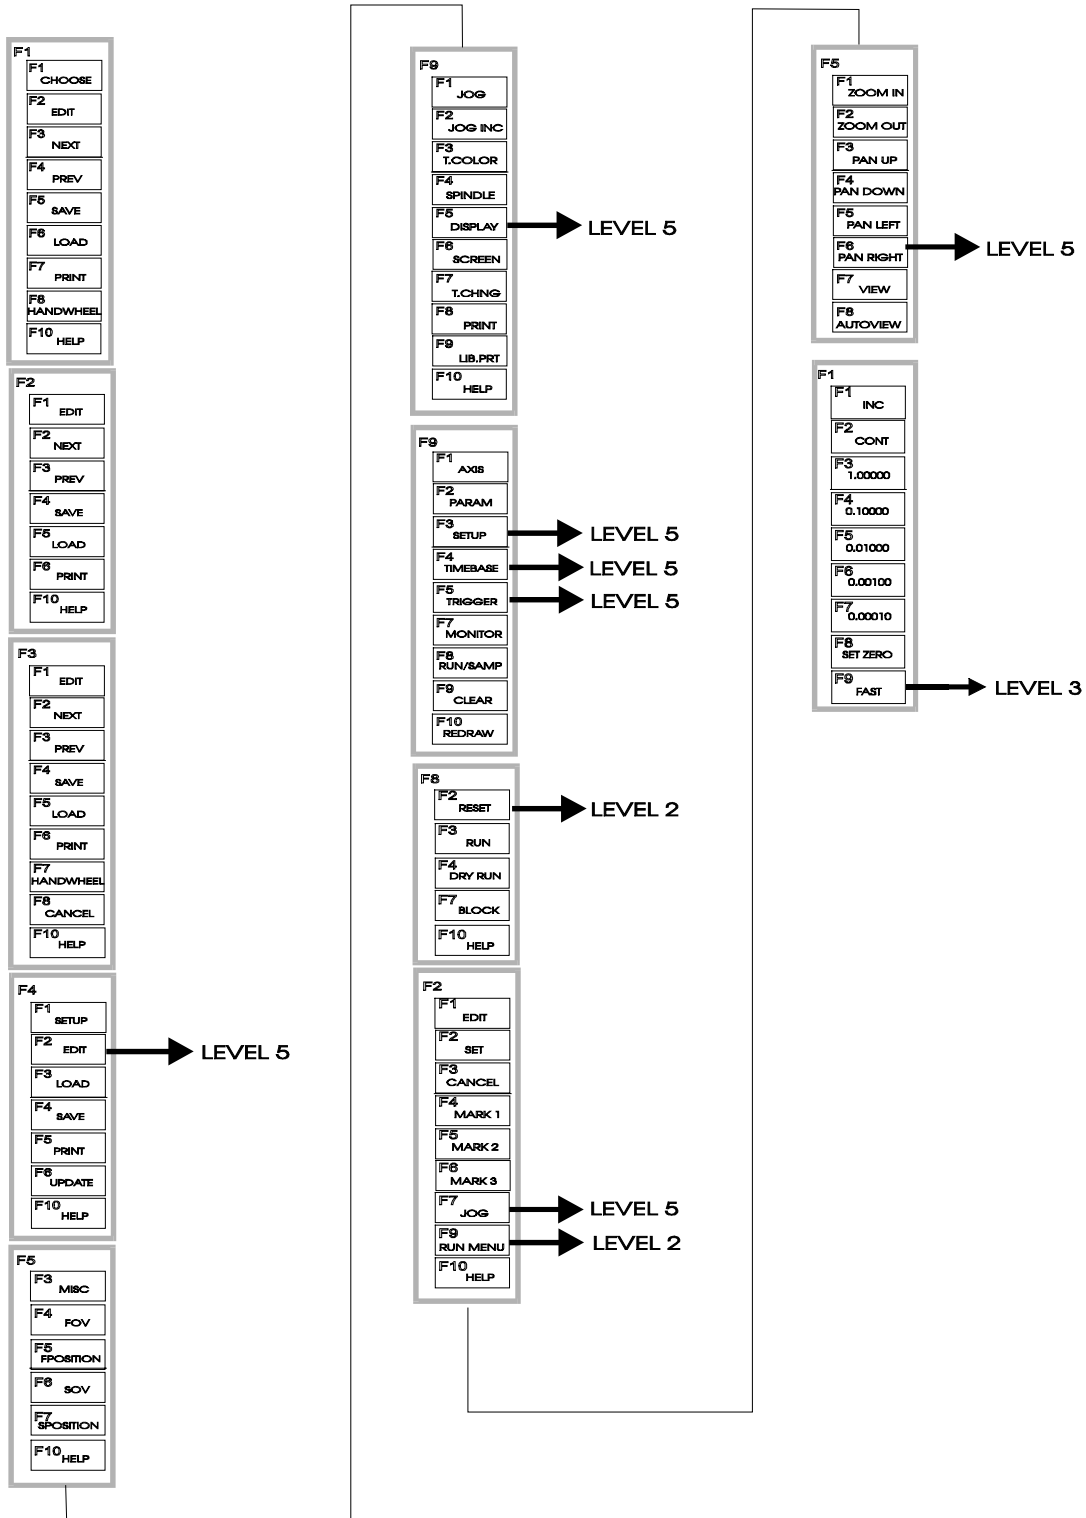 F1
F1
CHOOSE
F2
EDIT
F3
NEXT
F4
PREV
F5
SAVE
F6
LOAD
F7
PRINT
F8
HANDWHEEL
F10
HELP
F2
F1
EDIT
F2
NEXT
F3
PREV
F4
SAVE
F5
LOAD
F6
PRINT
F10
HELP
F3
F1
EDIT
F2
NEXT
F3
PREV
F4
SAVE
F5
LOAD
F6
PRINT
F7
HANDWHEEL
F8
CANCEL
F10
HELP
F4
F1
SETUP
F2
EDIT
LEVEL 5
F3
LOAD
F4
SAVE
F5
PRINT
F6
UPDATE
F10
HELP
F5
F3
MISC
F4
FOV
F5
FPOSITION
F6
SOV
F7
SPOSITION
F10
HELP
F9
F1
JOG
F2
JOG INC
F3
T.COLOR
F4
SPINDLE
F5
DISPLAY
LEVEL 5
F6
SCREEN
F7
T.CHNG
F8
PRINT
F9
LIB.PRT
F10
HELP
F9
F1
AXIS
F2
PARAM
F3
SETUP
LEVEL 5
F4
TIMEBASE
LEVEL 5
F5
TRIGGER
LEVEL 5
F7
MONITOR
F8
RUN/SAMP
F9
CLEAR
F10
REDRAW
F8
F2
RESET
LEVEL 2
F3
RUN
F4
DRY RUN
F7
BLOCK
F10
HELP
F2
F1
EDIT
F2
SET
F3
CANCEL
F4
MARK 1
F5
MARK 2
F6
MARK 3
F7
JOG
LEVEL 5
F9
RUN MENU
LEVEL 2
F10
HELP
F5
F1
ZOOM IN
F2
ZOOM OUT
F3
PAN UP
F4
PAN DOWN
F5
PAN LEFT
F6
PAN RIGHT
LEVEL 5
F7
VIEW
F8
AUTOVIEW
F1
F1
INC
F2
CONT
F3
1.00000
F4
0.10000
F5
0.01000
F6
0.00100
F7
0.00010
F8
SET ZERO
F9
FAST
LEVEL 3